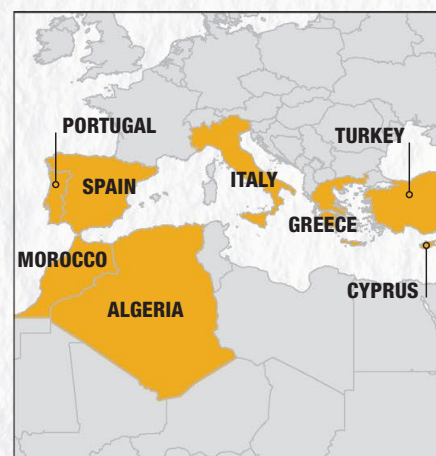 PORTUGAL
TURKEY
SPAIN
ITALY
GREECE
MOROCCO
CYPRUS
ALGERIA